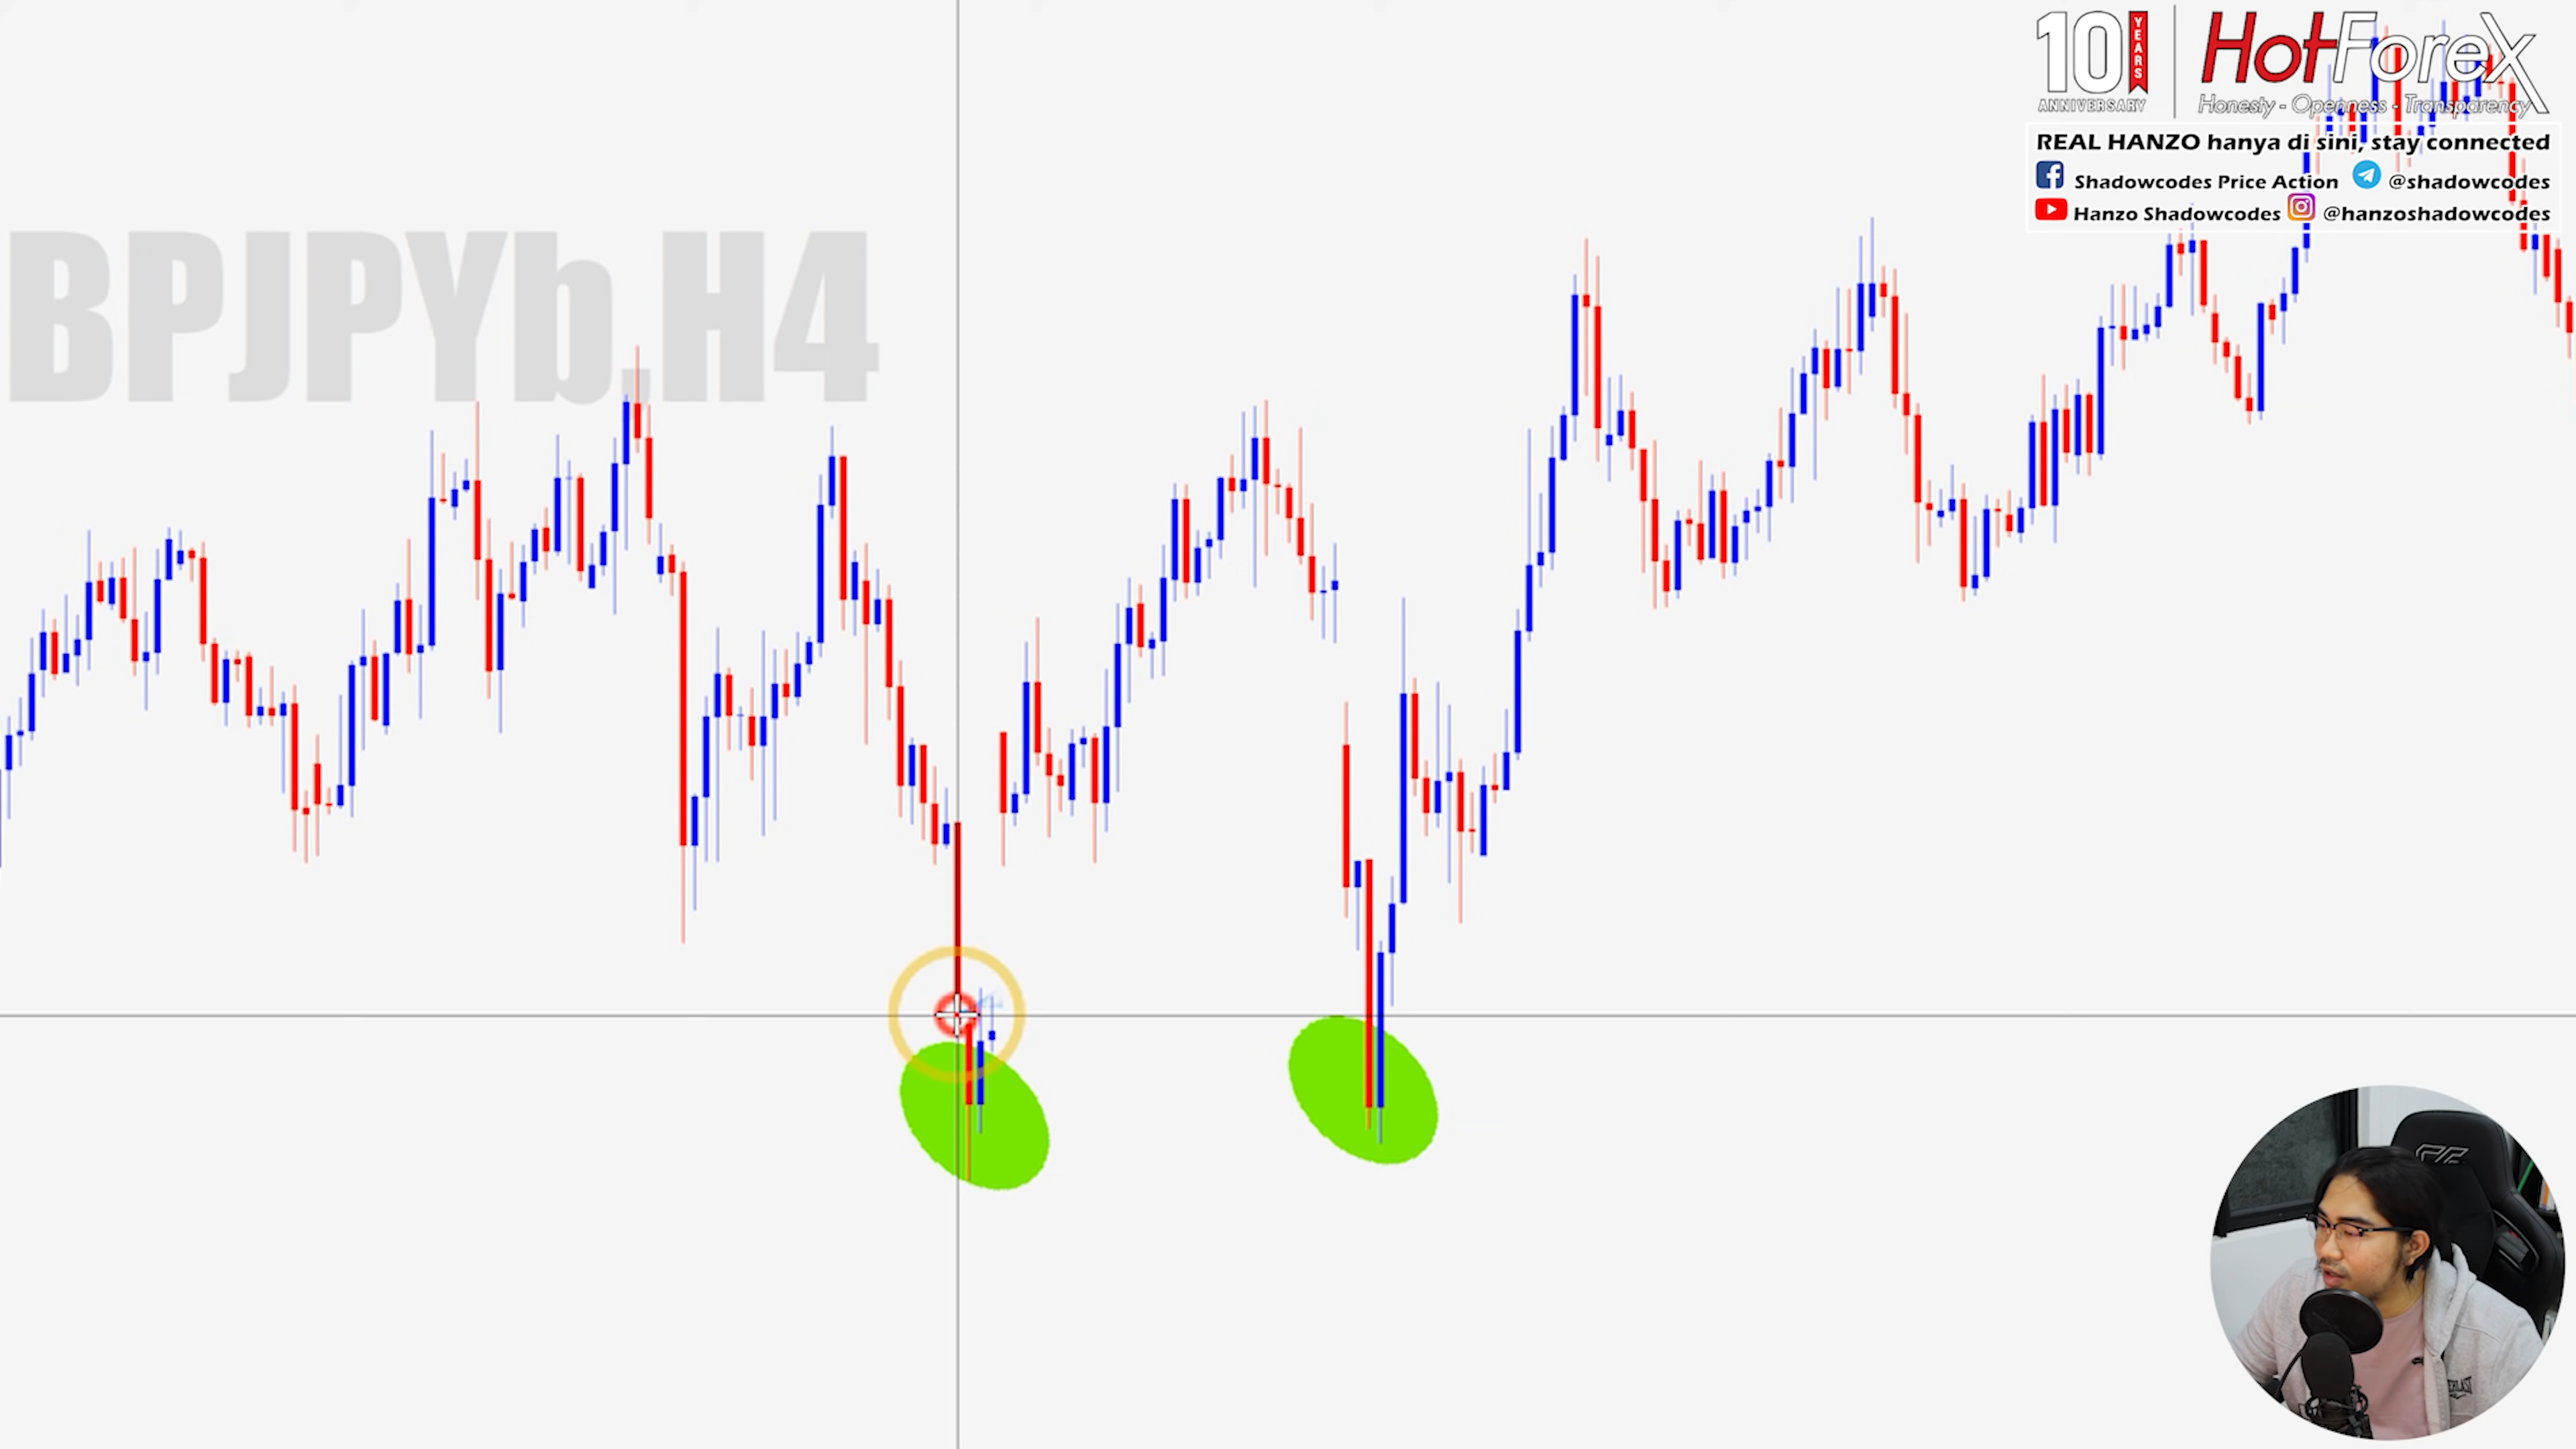 10 YEARS
ANNIVERSARY
HotForex
Honesty - Openness - Transparency
REAL HANZO hanya di sini, stay connected
Shadowcodes Price Action @shadowcodes
Hanzo Shadowcodes @hanzoshadowcodes
BPJPYb,H4